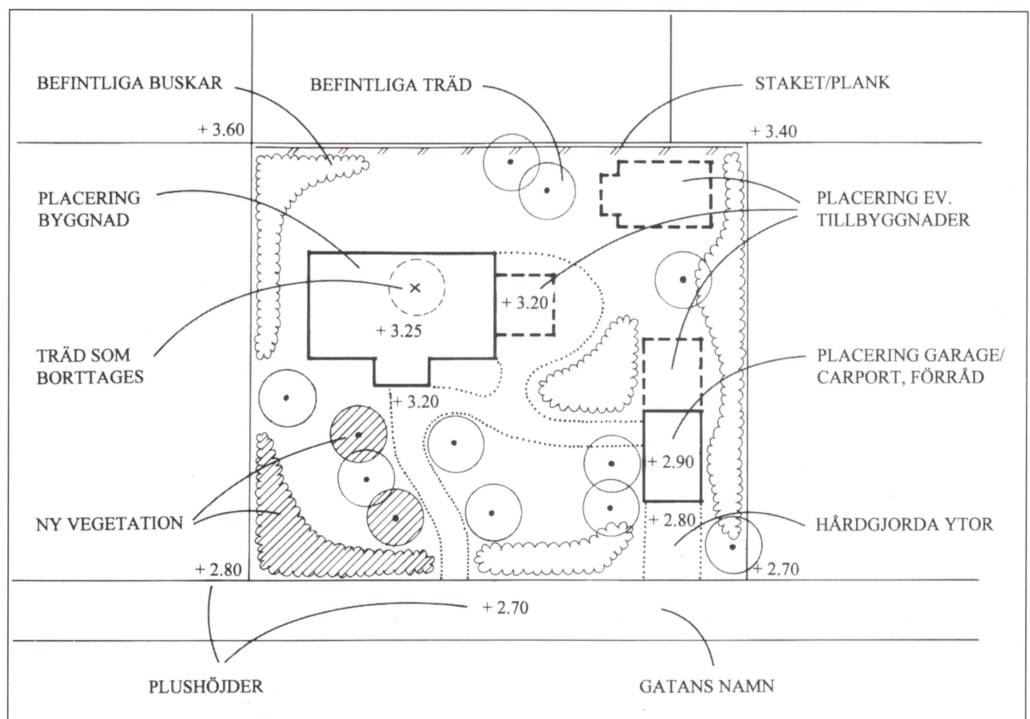 BEFINTLIGA BUSKAR
BEFINTLIGA TRÄD
STAKET/PLANK
+ 3.60
+ 3.40
PLACERING
BYGGNAD
PLACERING EV.
TILLBYGGNADER
+ 3.20
+ 3.25
TRÄD SOM
BORTTAGES
PLACERING GARAGE/
CARPORT, FÖRRÅD
+ 3.20
+ 2.90
NY VEGETATION
+ 2.80
HÅRDGJORDA YTOR
+ 2.80
+ 2.70
+ 2.70
PLUSHÖJDER
GATANS NAMN